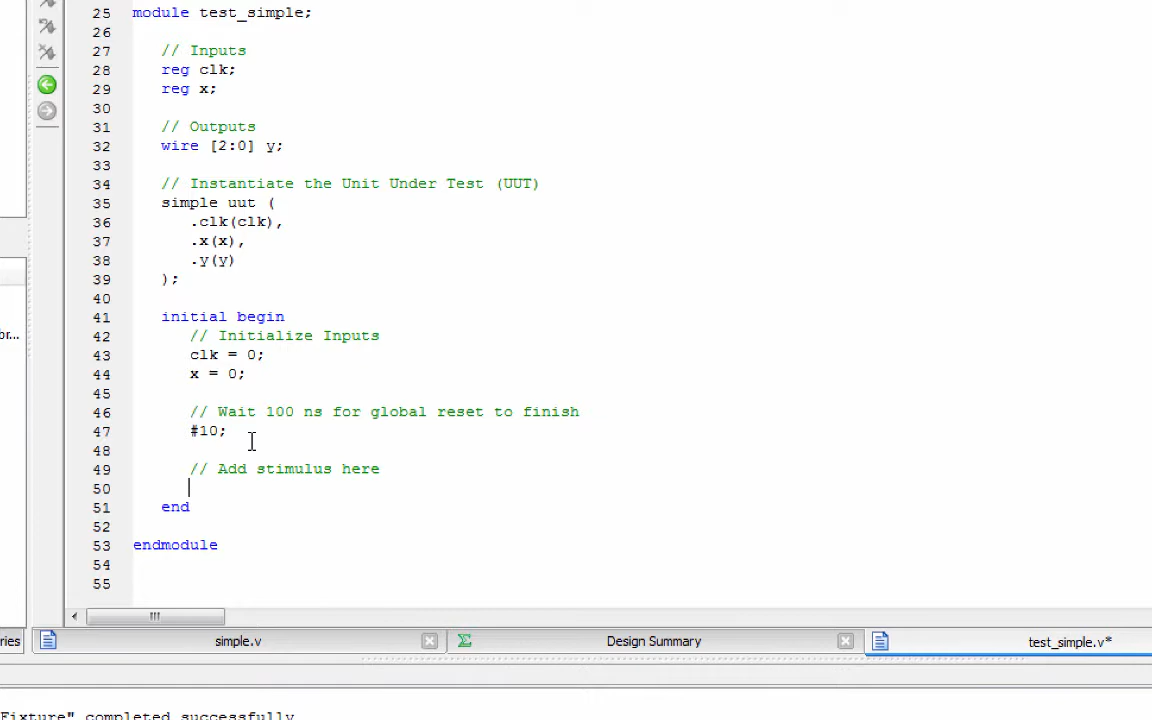 25 module test_simple;
26
27 // Inputs
28 reg clk;
29 reg x;
30
31 // Outputs
32 wire [2:0] y;
33
34 // Instantiate the Unit Under Test (UUT)
35 simple uut (
36 .clk(clk),
37 .x(x),
38 .y(y)
39 );
40
41 initial begin
42 // Initialize Inputs
43 clk = 0;
44 x = 0;
45
46 // Wait 100 ns for global reset to finish
47 #10;
48
49 // Add stimulus here
50
51 end
52
53 endmodule
54
55
br...
ries simple.v Design Summary test_simple.v*
Fixture" completed successfully